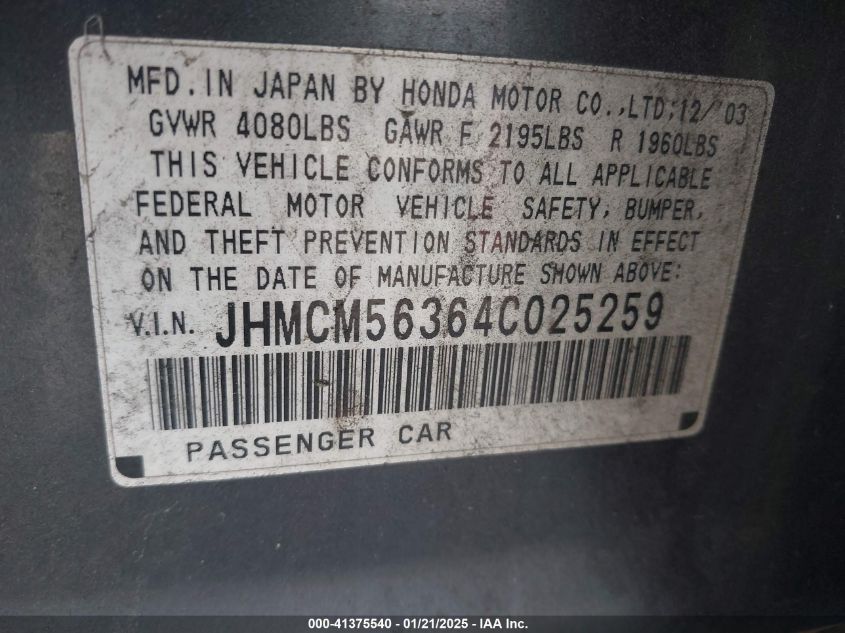 MFD. IN JAPAN BY HONDA MOTOR CO., LTD; 12/ 03
GVWR 4080LBS GAWR F 2195LBS R 1960LBS
THIS VEHICLE CONFORMS TO ALL APPLICABLE
FEDERAL MOTOR VEHICLE SAFETY, BUMPER,
AND THEFT PREVENTION STANDARDS IN EFFECT
ON THE DATE OF MANUFACTURE SHOWN ABOVE:
V.I.N. JHMCM56364C025259
PASSENGER CAR
000-41375540 - 01/21/2025 - IAA Inc.